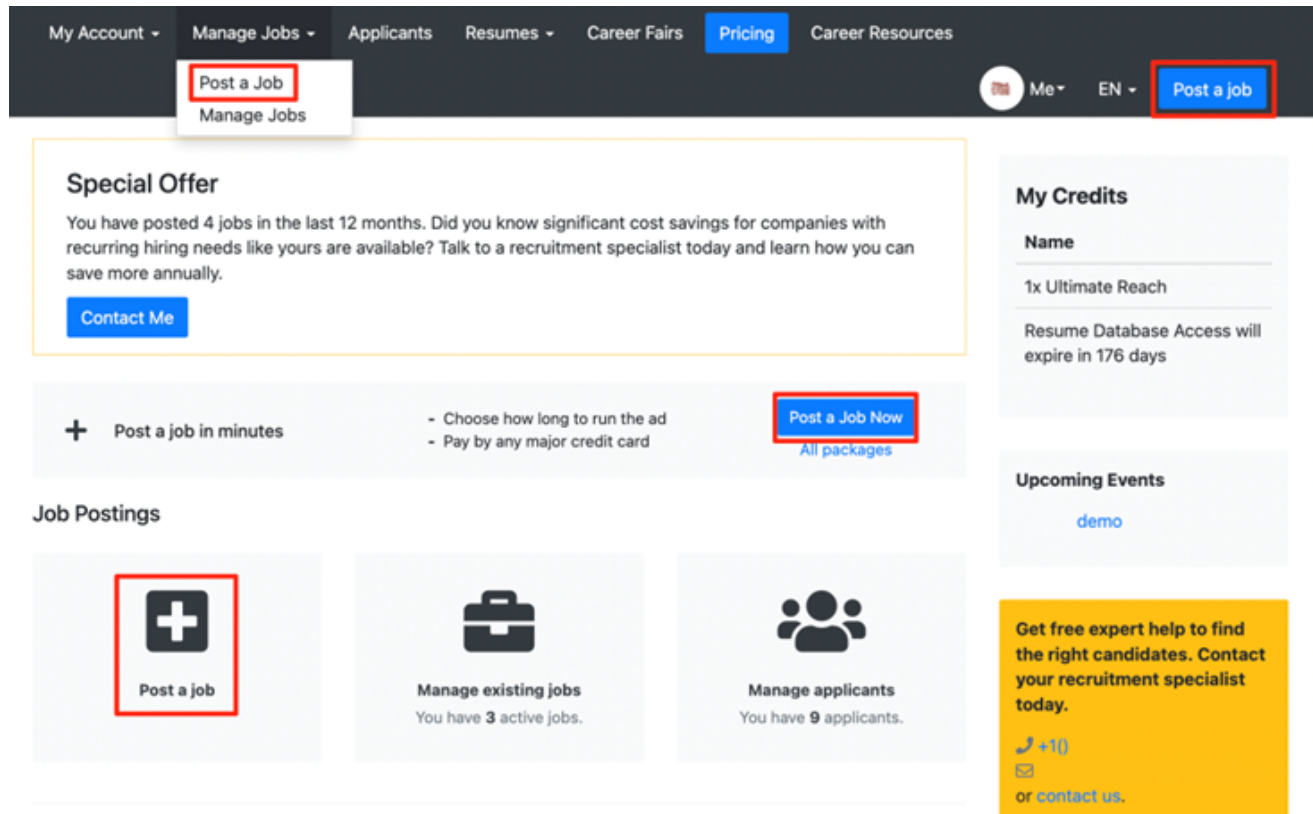 My Account Manage Jobs Applicants Resumes Career Fairs Pricing Career Resources
Post a Job
Manage Jobs
Me EN Post a job
Special Offer
You have posted 4 jobs in the last 12 months. Did you know significant cost savings for companies with
recurring hiring needs like yours are available? Talk to a recruitment specialist today and learn how you can
save more annually.
Contact Me
My Credits
Name
1x Ultimate Reach
Resume Database Access will
expire in 176 days
Post a job in minutes
- Choose how long to run the ad
- Pay by any major credit card
Post a Job Now
All packages
Upcoming Events
demo
Job Postings
Post a job
Manage existing jobs
You have 3 active jobs.
Manage applicants
You have 9 applicants.
Get free expert help to find
the right candidates. Contact
your recruitment specialist
today.
+1()
or contact us.